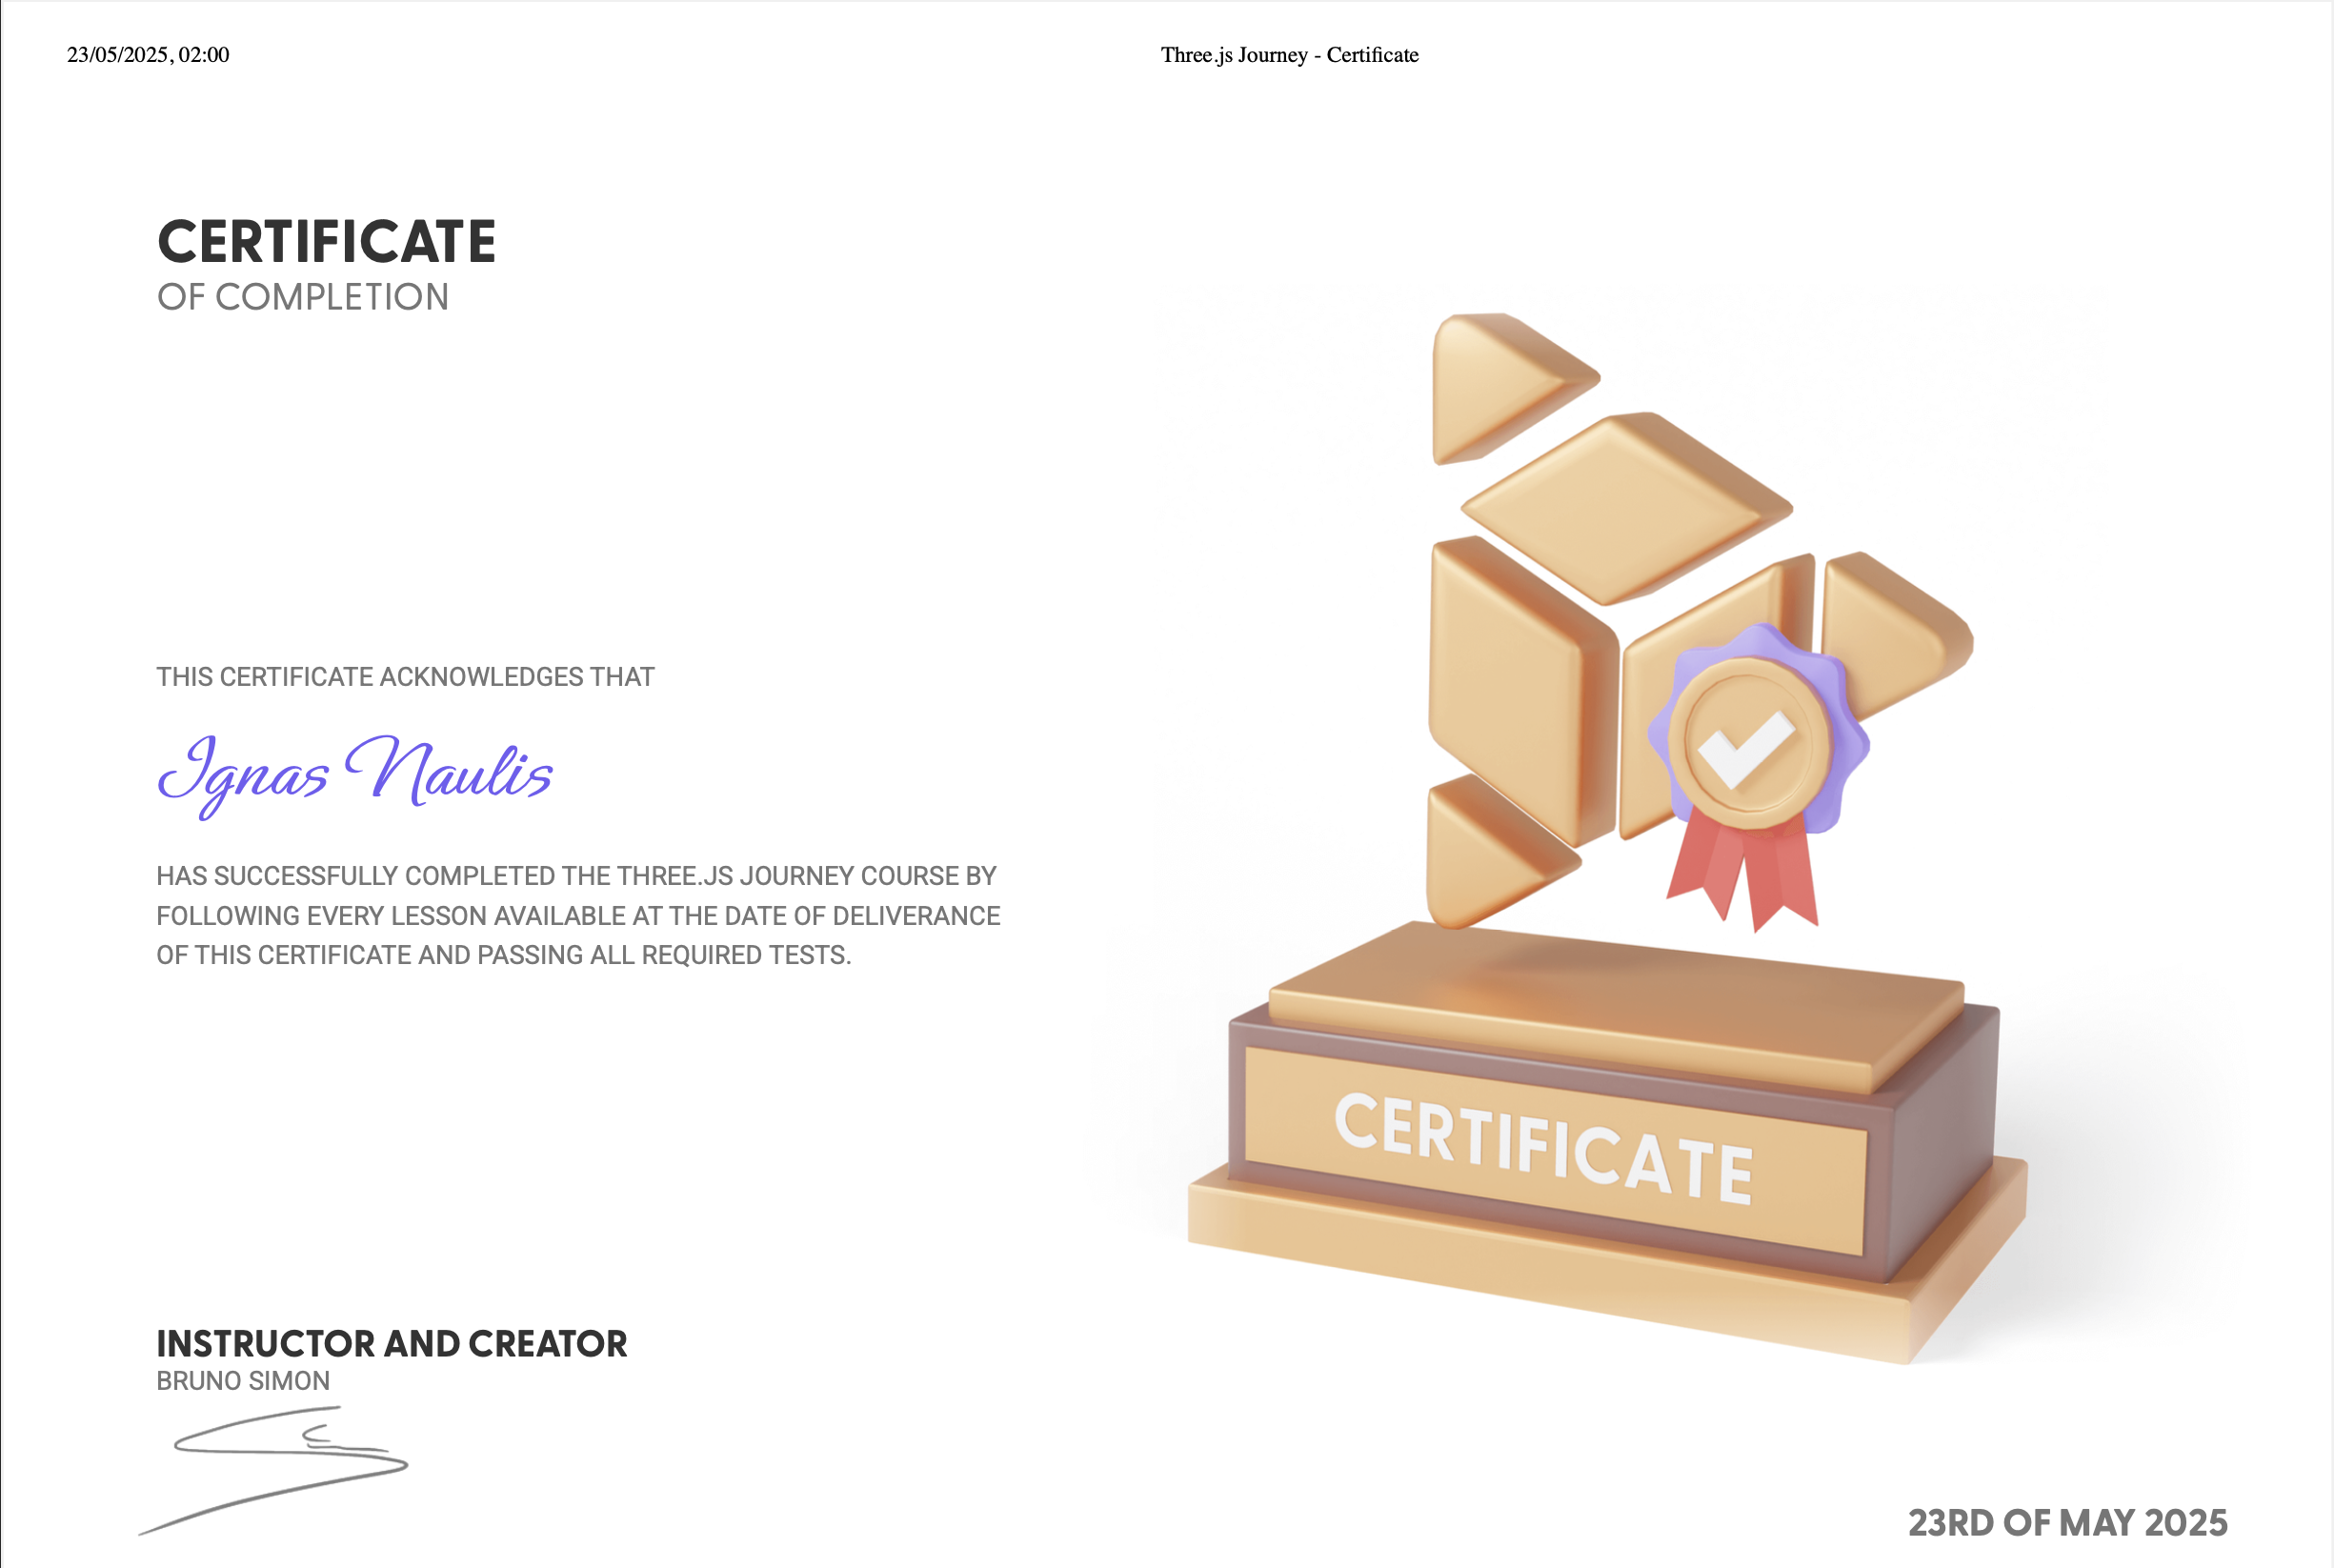 23/05/2025, 02:00
Three.js Journey - Certificate
CERTIFICATE
OF COMPLETION
THIS CERTIFICATE ACKNOWLEDGES THAT
Ignas Naulis
HAS SUCCESSFULLY COMPLETED THE THREE.JS JOURNEY COURSE BY
FOLLOWING EVERY LESSON AVAILABLE AT THE DATE OF DELIVERANCE
OF THIS CERTIFICATE AND PASSING ALL REQUIRED TESTS.
CERTIFICATE
INSTRUCTOR AND CREATOR
BRUNO SIMON
23RD OF MAY 2025